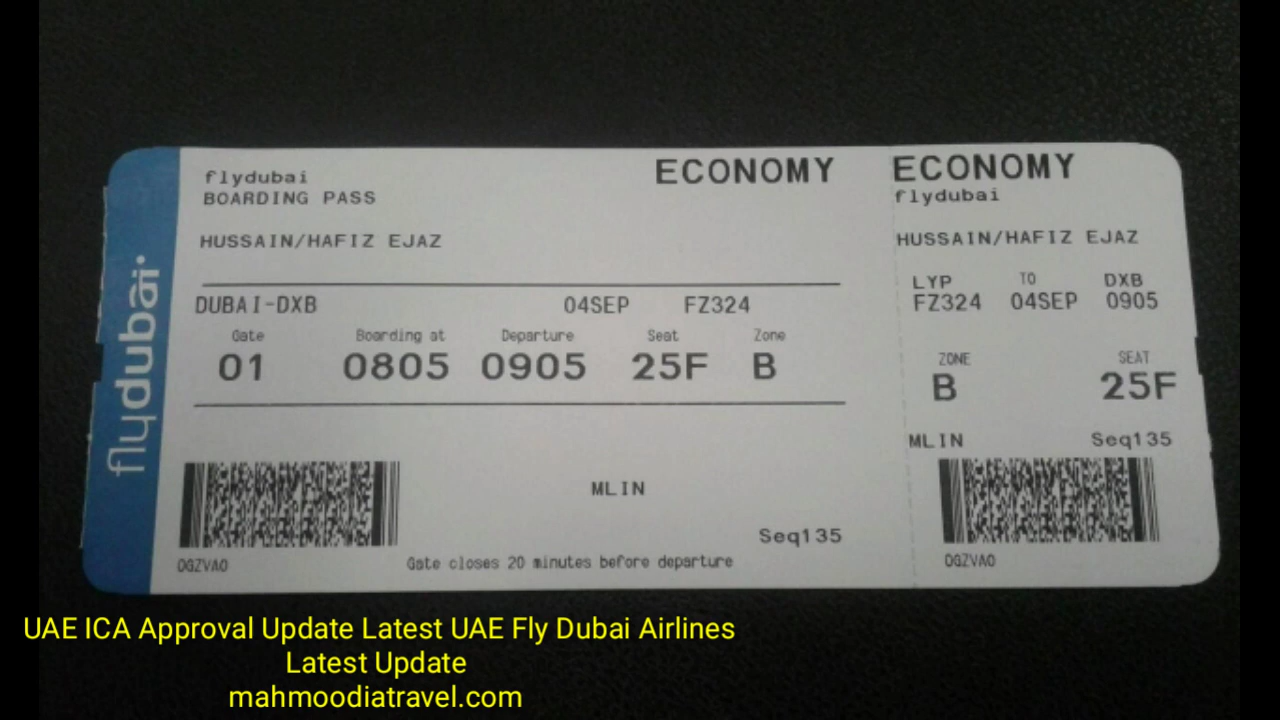 flydubai
flydubai
BOARDING PASS
ECONOMY
HUSSAIN/HAFIZ EJAZ
DUBAI-DXB 04SEP FZ324
Gate Boarding at Departure Seat Zone
01 0805 0905 25F B
MLIN
Seq135
OGZVAO Gate closes 20 minutes before departure
ECONOMY
flydubai
HUSSAIN/HAFIZ EJAZ
LYP TO DXB
FZ324 04SEP 0905
ZONE SEAT
B 25F
MLIN Seq135
OGZVAO
UAE ICA Approval Update Latest UAE Fly Dubai Airlines
Latest Update
mahmoodiatravel.com